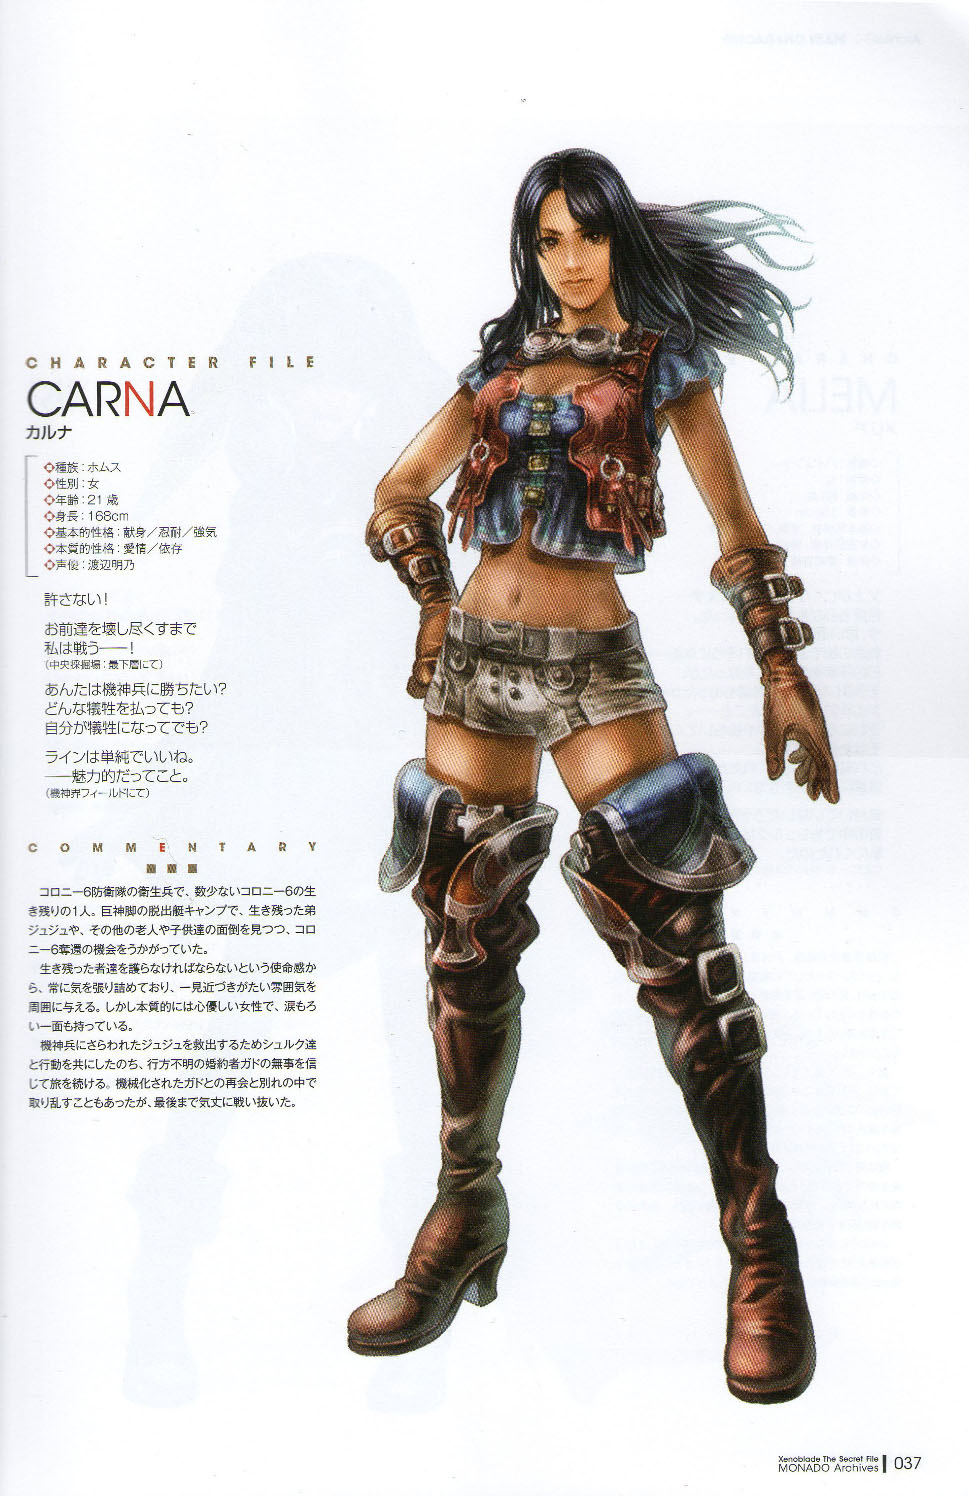 CHARACTER FILE
CARNA
カルナ
種族：ホムス
性別：女
年齢：21歳
身長：168cm
基本的性格：献身／忍耐／強気
本質的性格：愛情／依存
声優：渡辺明乃
許さない！
お前達を壊し尽くすまで
私は戦う――！
（中央採掘場：最下層にて）
あんたは機神兵に勝ちたい？
どんな犠牲を払っても？
自分が犠牲になってでも？
ラインは単純でいいね。
――魅力的だってこと。
（機神界フィールドにて）
COMMENTARY
コロニー6防衛隊の衛生兵で、数少ないコロニー6の生
き残りの1人。巨神脚の脱出艇キャンプで、生き残った弟
ジュジュや、その他の老人や子供達の面倒を見つつ、コロ
ニー6奪還の機会をうかがっていた。
生き残った者達を護らなければならないという使命感か
ら、常に気を張り詰めており、一見近づきがたい雰囲気を
周囲に与える。しかし本質的には心優しい女性で、涙もろ
い一面も持っている。
機神兵にさらわれたジュジュを救出するためシュルク達
と行動を共にしたのち、行方不明の婚約者ガドの無事を信
じて旅を続ける。機械化されたガドとの再会と別れの中で
取り乱すこともあったが、最後まで気丈に戦い抜いた。
Xenoblade The Secret File
MONADO Archives 037